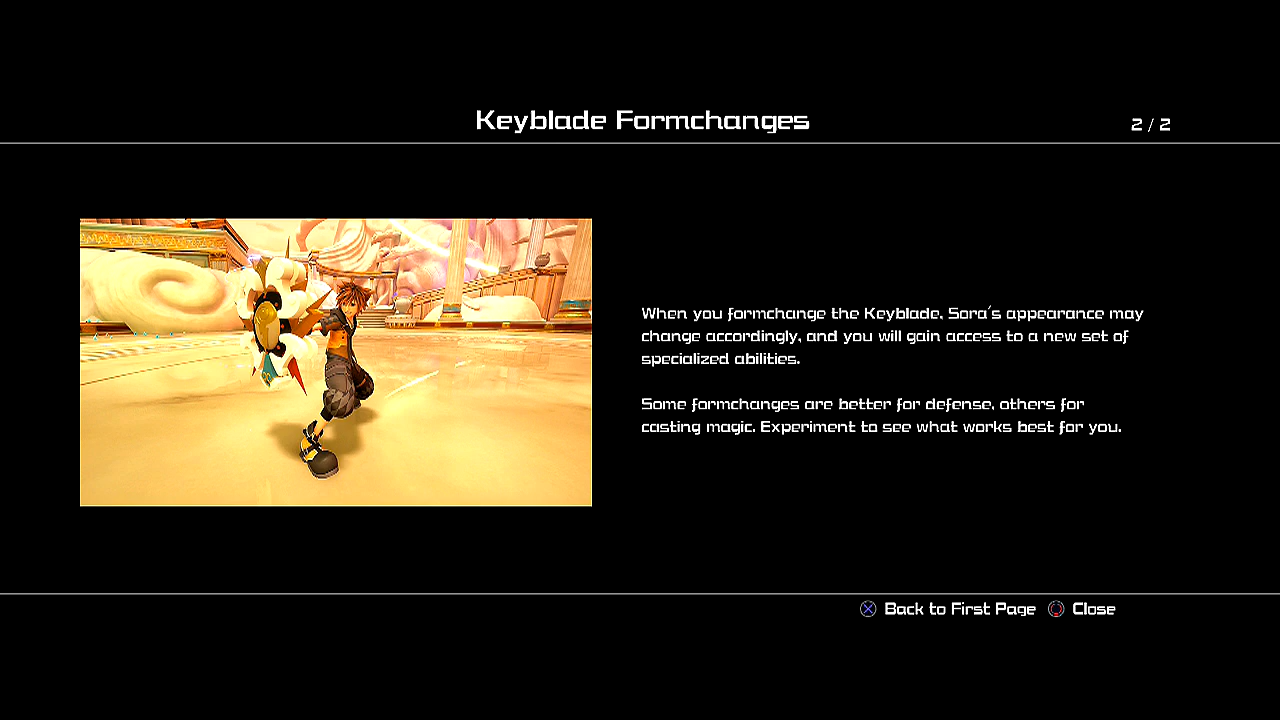 Keyblade Formchanges
2 / 2
When you formchange the Keyblade, Sora's appearance may
change accordingly, and you will gain access to a new set of
specialized abilities.
Some formchanges are better for defense, others for
casting magic. Experiment to see what works best for you.
Back to First Page Close